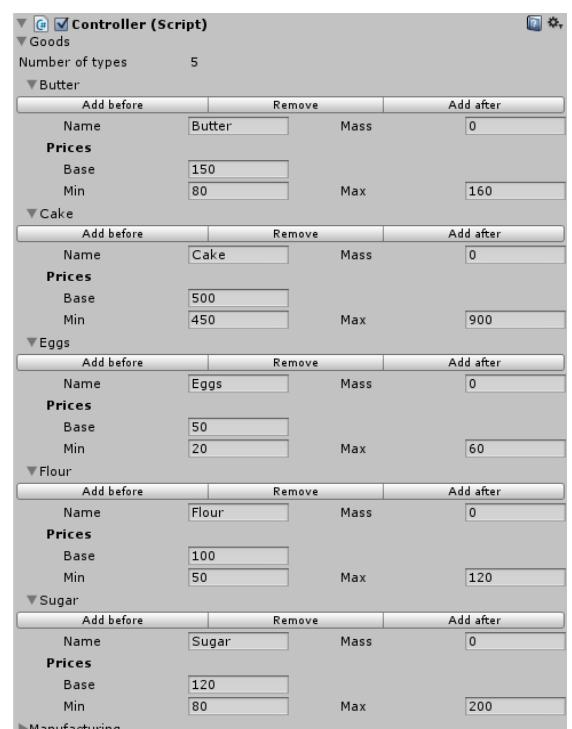 Controller (Script)
Goods
Number of types 5
Butter
Add before Remove Add after
Name Butter Mass 0
Prices
Base 150
Min 80 Max 160
Cake
Add before Remove Add after
Name Cake Mass 0
Prices
Base 500
Min 450 Max 900
Eggs
Add before Remove Add after
Name Eggs Mass 0
Prices
Base 50
Min 20 Max 60
Flour
Add before Remove Add after
Name Flour Mass 0
Prices
Base 100
Min 50 Max 120
Sugar
Add before Remove Add after
Name Sugar Mass 0
Prices
Base 120
Min 80 Max 200
Manufacturing